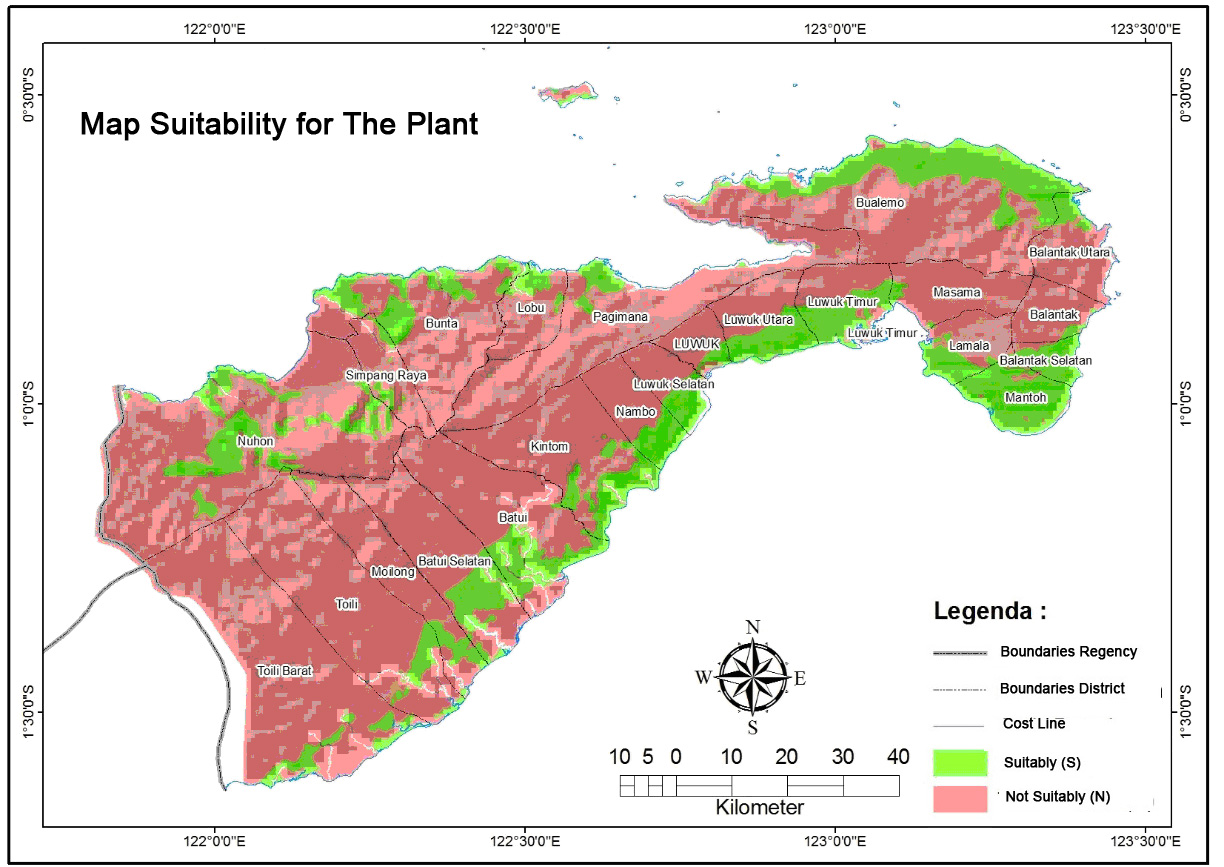 122°0'0"E
122°30'0"E
123°0'0"E
123°30'0"E
0°30'0"S
0°30'0"S
Map Suitability for The Plant
Bualemo
Balantak Utara
Masama
Luwuk Timur
Lobu
Pagimana
Luwuk Utara
Balantak
Bunta
Luwuk Timur
LUWUK
Lamala
Balantak Selatan
Simpang Raya
Luwuk Selatan
Mantoh
1°0'0"S
1°0'0"S
Nambo
Nuhon
Kintom
Batui
Batui Selatan
Moilong
Toili
Toili Barat
Legenda :
Boundaries Regency
Boundaries District
Cost Line
Suitably (S)
Not Suitably (N)
N
W
E
S
1°30'0"S
1°30'0"S
10 5 0 10 20 30 40
Kilometer
122°0'0"E
122°30'0"E
123°0'0"E
123°30'0"E